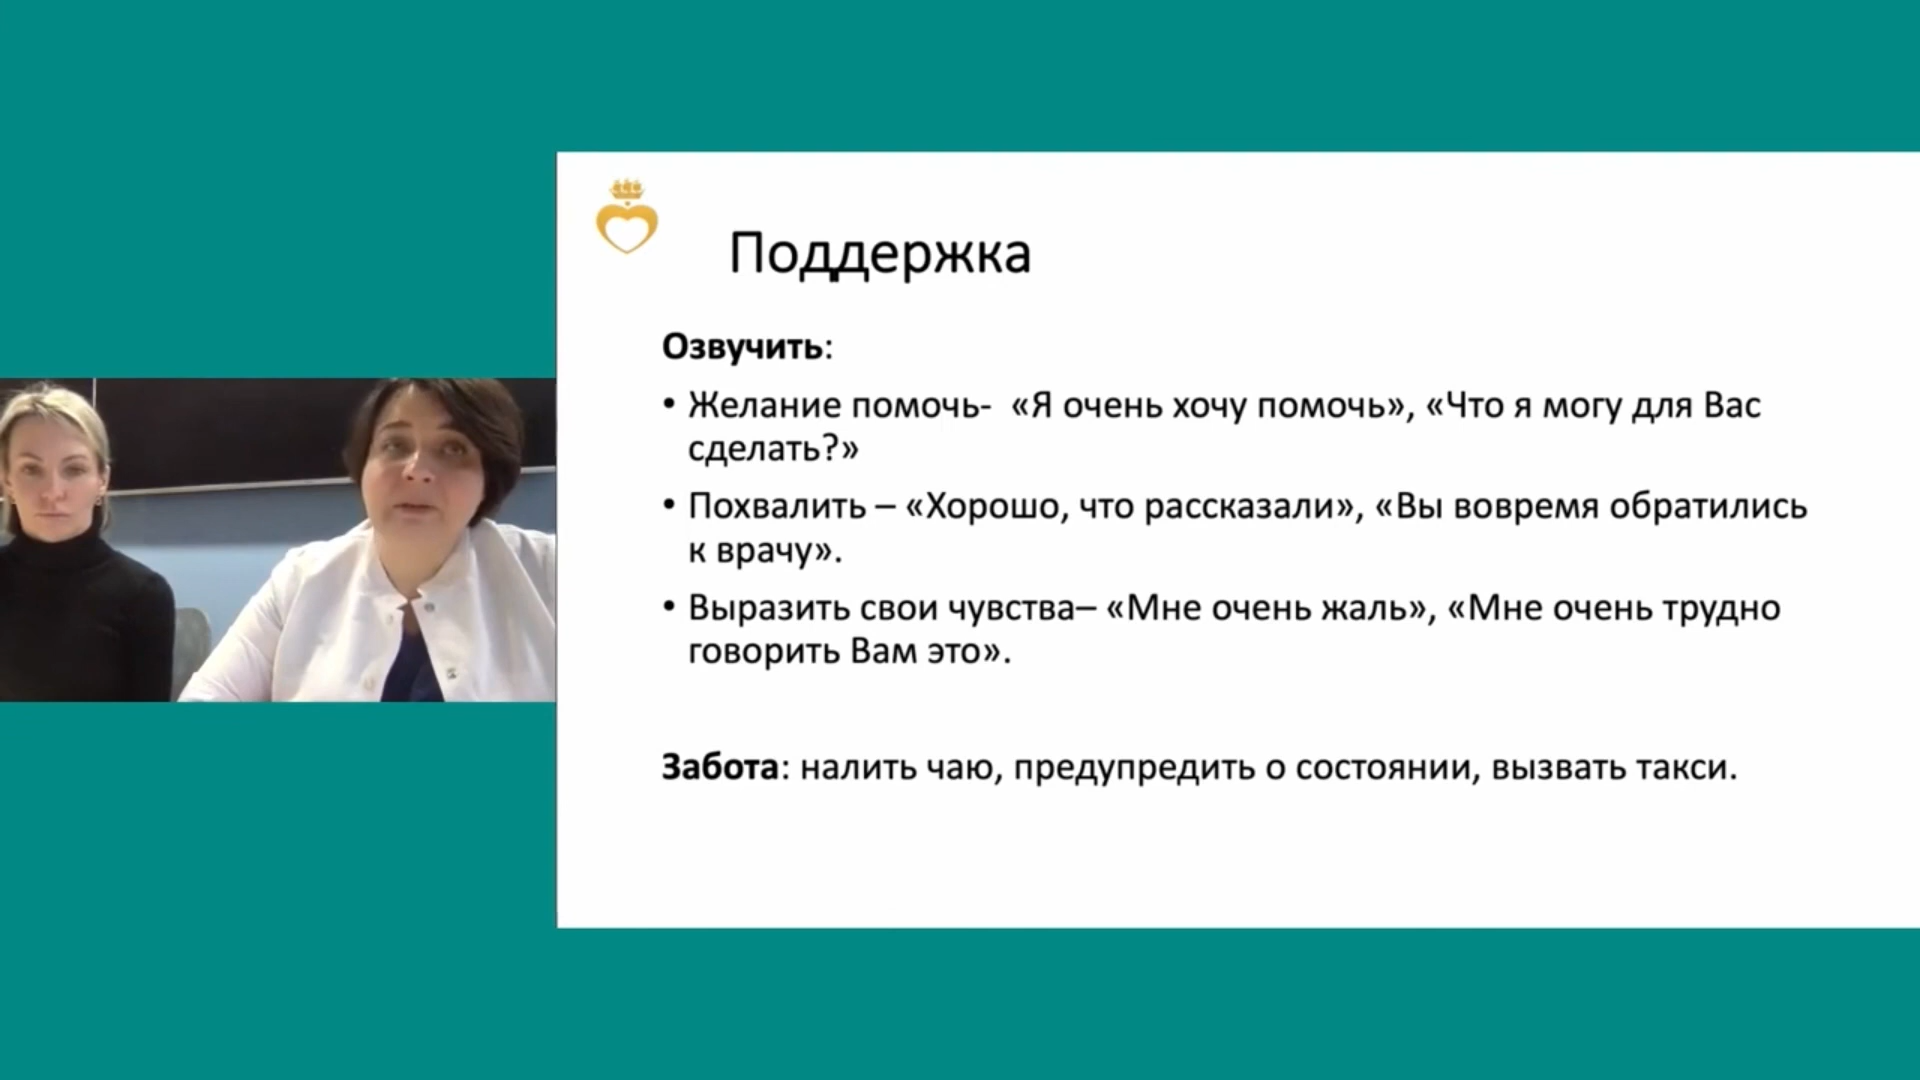 Поддержка
Озвучить:
• Желание помочь-  «Я очень хочу помочь», «Что я могу для Вас
сделать?»
• Похвалить – «Хорошо, что рассказали», «Вы вовремя обратились
к врачу».
• Выразить свои чувства– «Мне очень жаль», «Мне очень трудно
говорить Вам это».
Забота: налить чаю, предупредить о состоянии, вызвать такси.